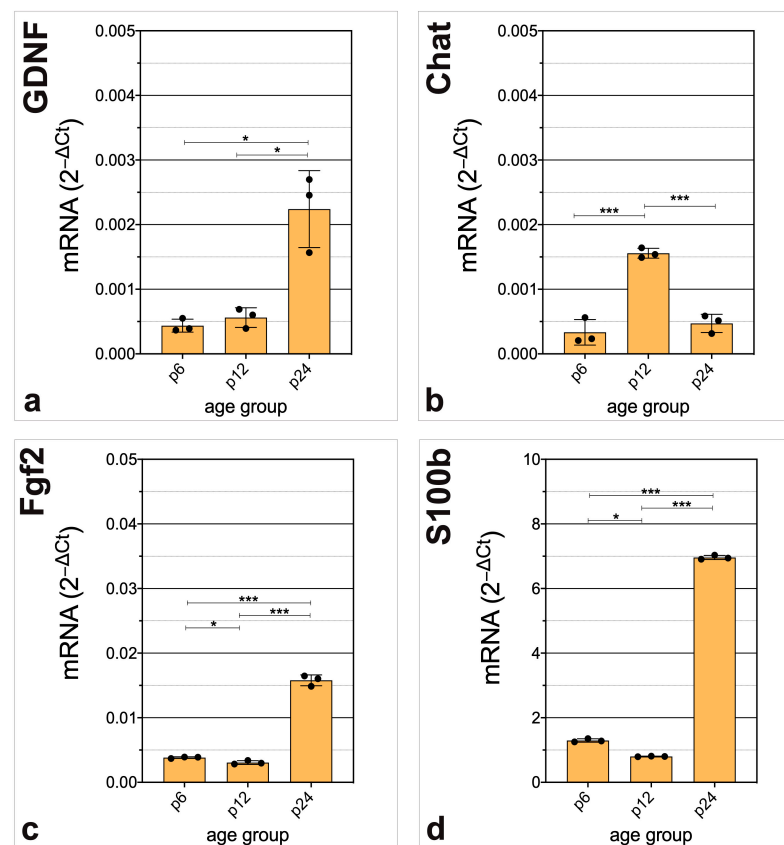 GDNF
mRNA (2⁻ΔCt)
0.005
0.004
0.003
0.002
0.001
0.000
*
*
p6
p12
p24
age group
a
Chat
mRNA (2⁻ΔCt)
0.005
0.004
0.003
0.002
0.001
0.000
***
***
p6
p12
p24
age group
b
Fgf2
mRNA (2⁻ΔCt)
0.05
0.04
0.03
0.02
0.01
0.00
***
***
*
p6
p12
p24
age group
c
S100b
mRNA (2⁻ΔCt)
10
8
6
4
2
0
***
***
*
p6
p12
p24
age group
d